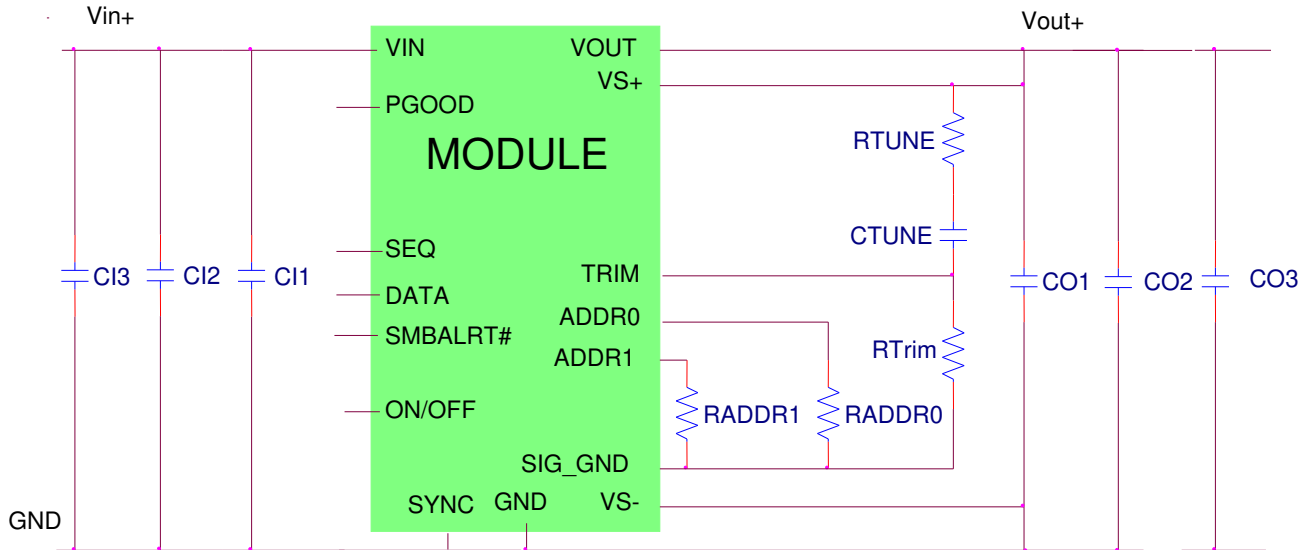 Vin+
Vout+
VIN
VOUT
VS+
PGOOD
MODULE
RTUNE
CTUNE
SEQ
TRIM
CI3
CI2
CI1
CO1
CO2
CO3
DATA
ADDR0
SMBALRT#
ADDR1
RTrim
ON/OFF
RADDR1
RADDR0
SIG_GND
SYNC
GND
VS-
GND